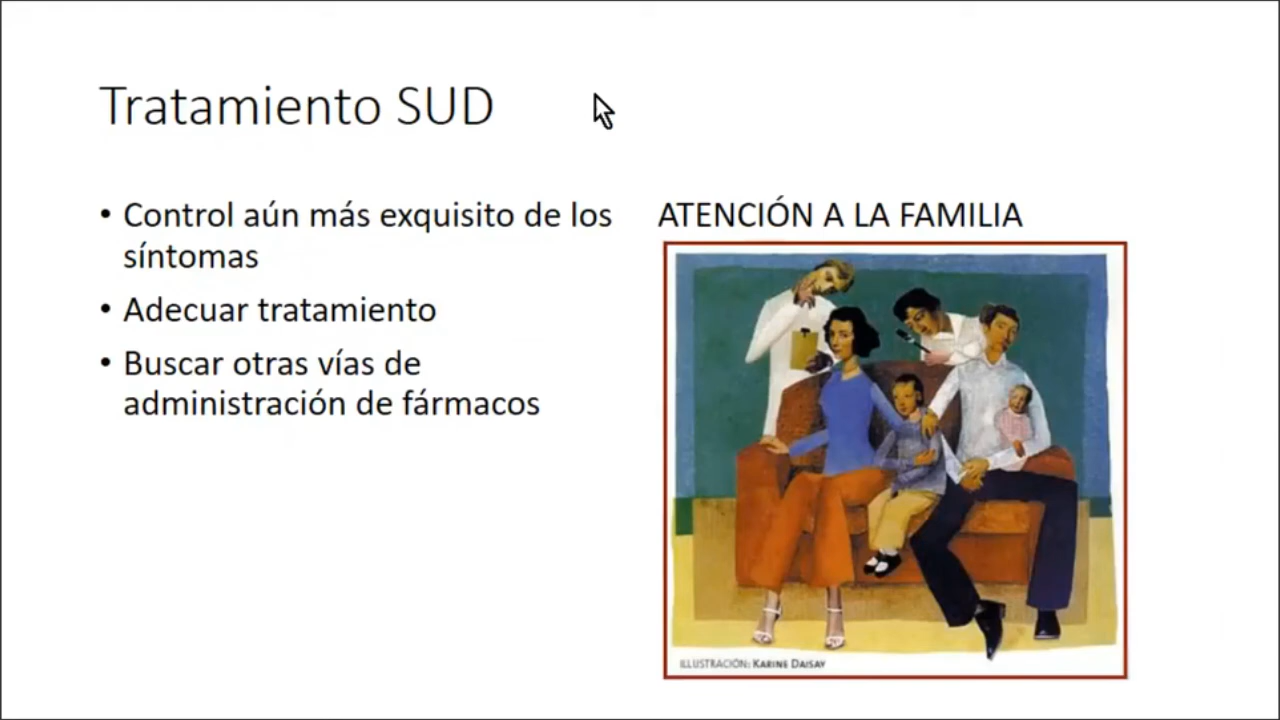 Tratamiento SUD
• Control aún más exquisito de los
síntomas
• Adecuar tratamiento
• Buscar otras vías de
administración de fármacos
ATENCIÓN A LA FAMILIA
ILUSTRACIÓN: KARINE DAISAY